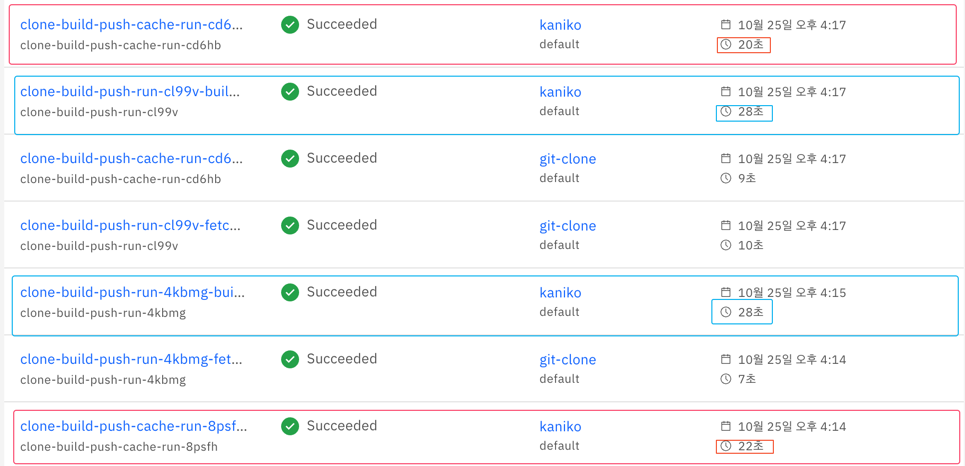 clone-build-push-cache-run-cd6... Succeeded kaniko 10월 25일 오후 4:17
clone-build-push-cache-run-cd6hb default 20초
clone-build-push-run-cl99v-buil... Succeeded kaniko 10월 25일 오후 4:17
clone-build-push-run-cl99v default 28초
clone-build-push-cache-run-cd6... Succeeded git-clone 10월 25일 오후 4:17
clone-build-push-cache-run-cd6hb default 9초
clone-build-push-run-cl99v-fetc... Succeeded git-clone 10월 25일 오후 4:17
clone-build-push-run-cl99v default 10초
clone-build-push-run-4kbmg-bui... Succeeded kaniko 10월 25일 오후 4:15
clone-build-push-run-4kbmg default 28초
clone-build-push-run-4kbmg-fet... Succeeded git-clone 10월 25일 오후 4:14
clone-build-push-run-4kbmg default 7초
clone-build-push-cache-run-8psf... Succeeded kaniko 10월 25일 오후 4:14
clone-build-push-cache-run-8psfh default 22초